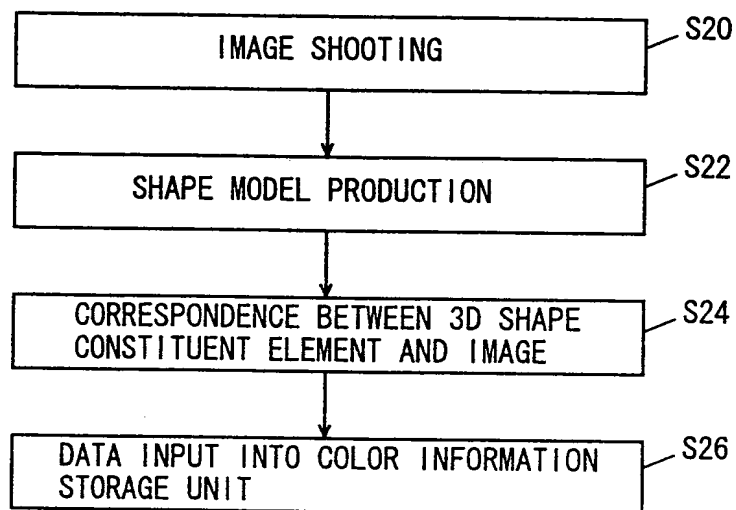 IMAGE SHOOTING
S20
SHAPE MODEL PRODUCTION
S22
CORRESPONDENCE BETWEEN 3D SHAPE
CONSTITUENT ELEMENT AND IMAGE
S24
DATA INPUT INTO COLOR INFORMATION
STORAGE UNIT
S26